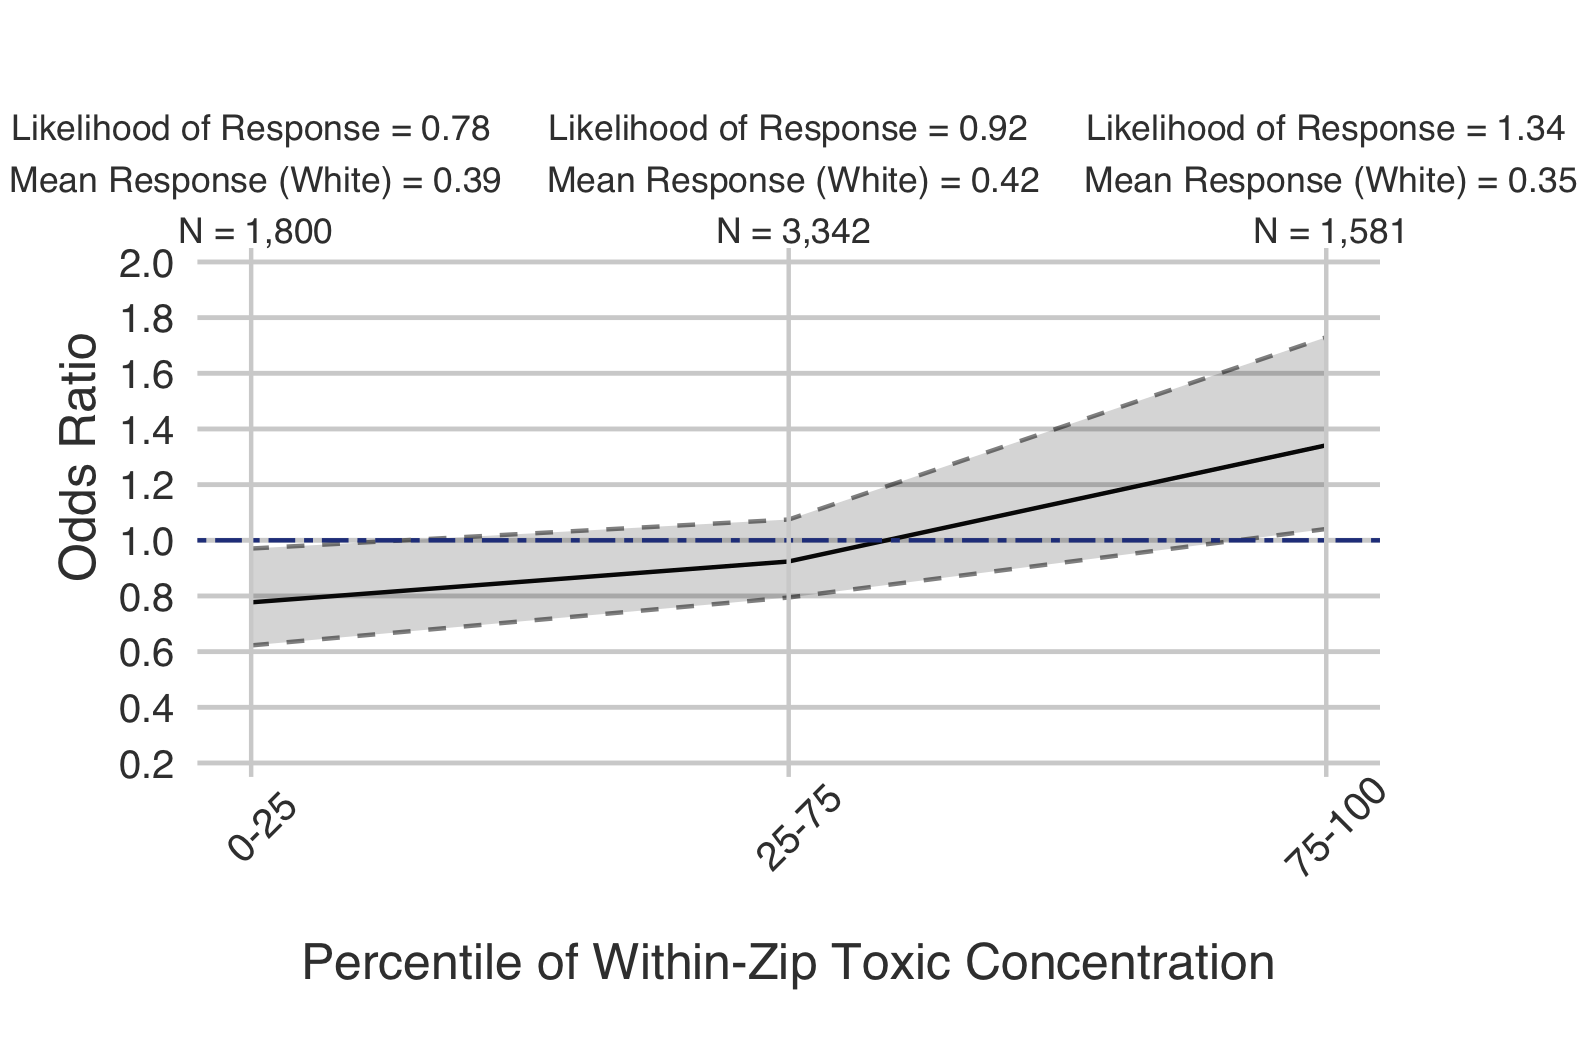 Likelihood of Response = 0.78 Likelihood of Response = 0.92 Likelihood of Response = 1.34
Mean Response (White) = 0.39 Mean Response (White) = 0.42 Mean Response (White) = 0.35
N = 1,800 N = 3,342 N = 1,581
2.0
1.8
1.6
1.4
1.2
1.0
0.8
0.6
0.4
0.2
Odds Ratio
0-25 25-75 75-100
Percentile of Within-Zip Toxic Concentration